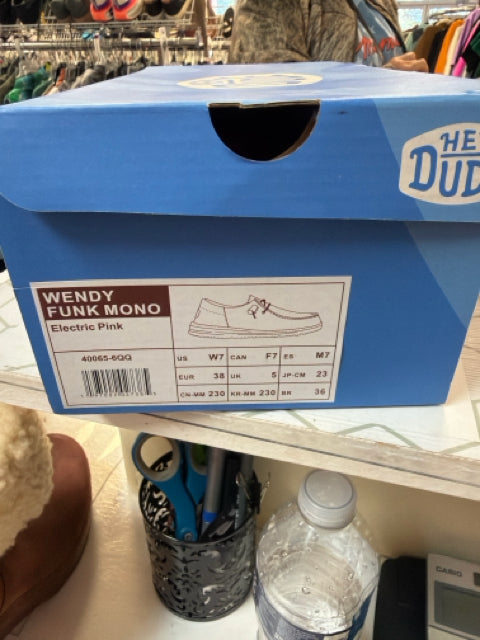 HE
DUD
WENDY
FUNK MONO
Electric Pink
40065-6QQ
US W7 CAN F7 ES M7
EUR 38 UK 5 JP-CM 23
CN-MM 230 KR-MM 230 BR 36
CASIO